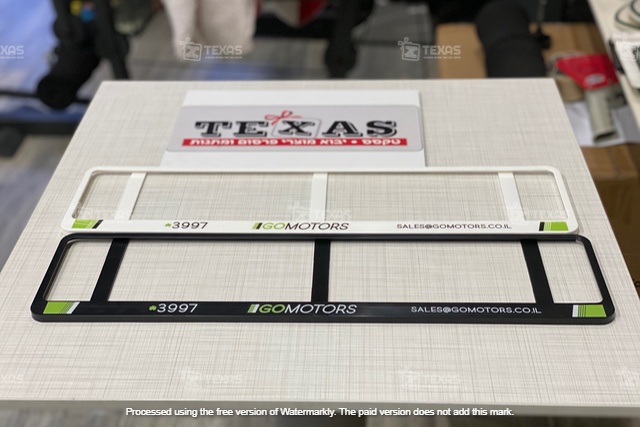 TEXAS
TEXAS
TEXAS
טקסס • יבוא מוצרי פרסום ומתנות
*3997 GOMOTORS SALES@GOMOTORS.CO.IL
*3997 GOMOTORS SALES@GOMOTORS.CO.IL
TEXAS
Processed using the free version of Watermarkly. The paid version does not add this mark.